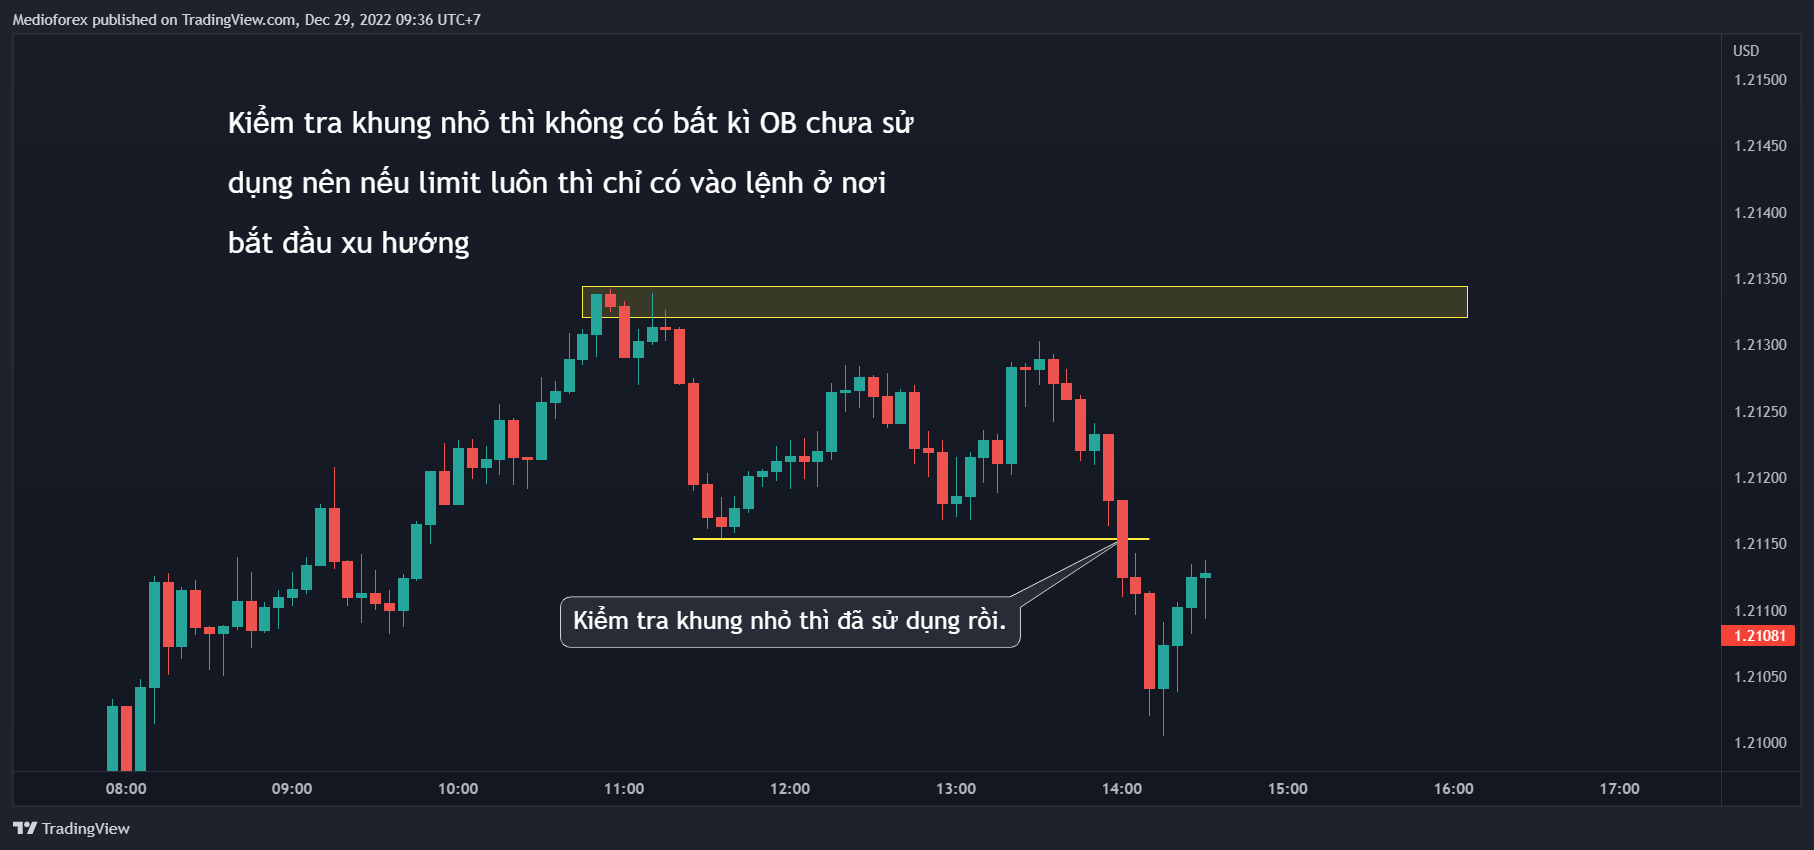 Medioforex published on TradingView.com, Dec 29, 2022 09:36 UTC+7
USD
1.21500
Kiểm tra khung nhỏ thì không có bất kì OB chưa sử
1.21450
dụng nên nếu limit luôn thì chỉ có vào lệnh ở nơi
1.21400
bắt đầu xu hướng
1.21350
1.21300
1.21250
1.21200
1.21150
1.21100
Kiểm tra khung nhỏ thì đã sử dụng rồi.
1.21081
1.21050
1.21000
08:00 09:00 10:00 11:00 12:00 13:00 14:00 15:00 16:00 17:00
TradingView